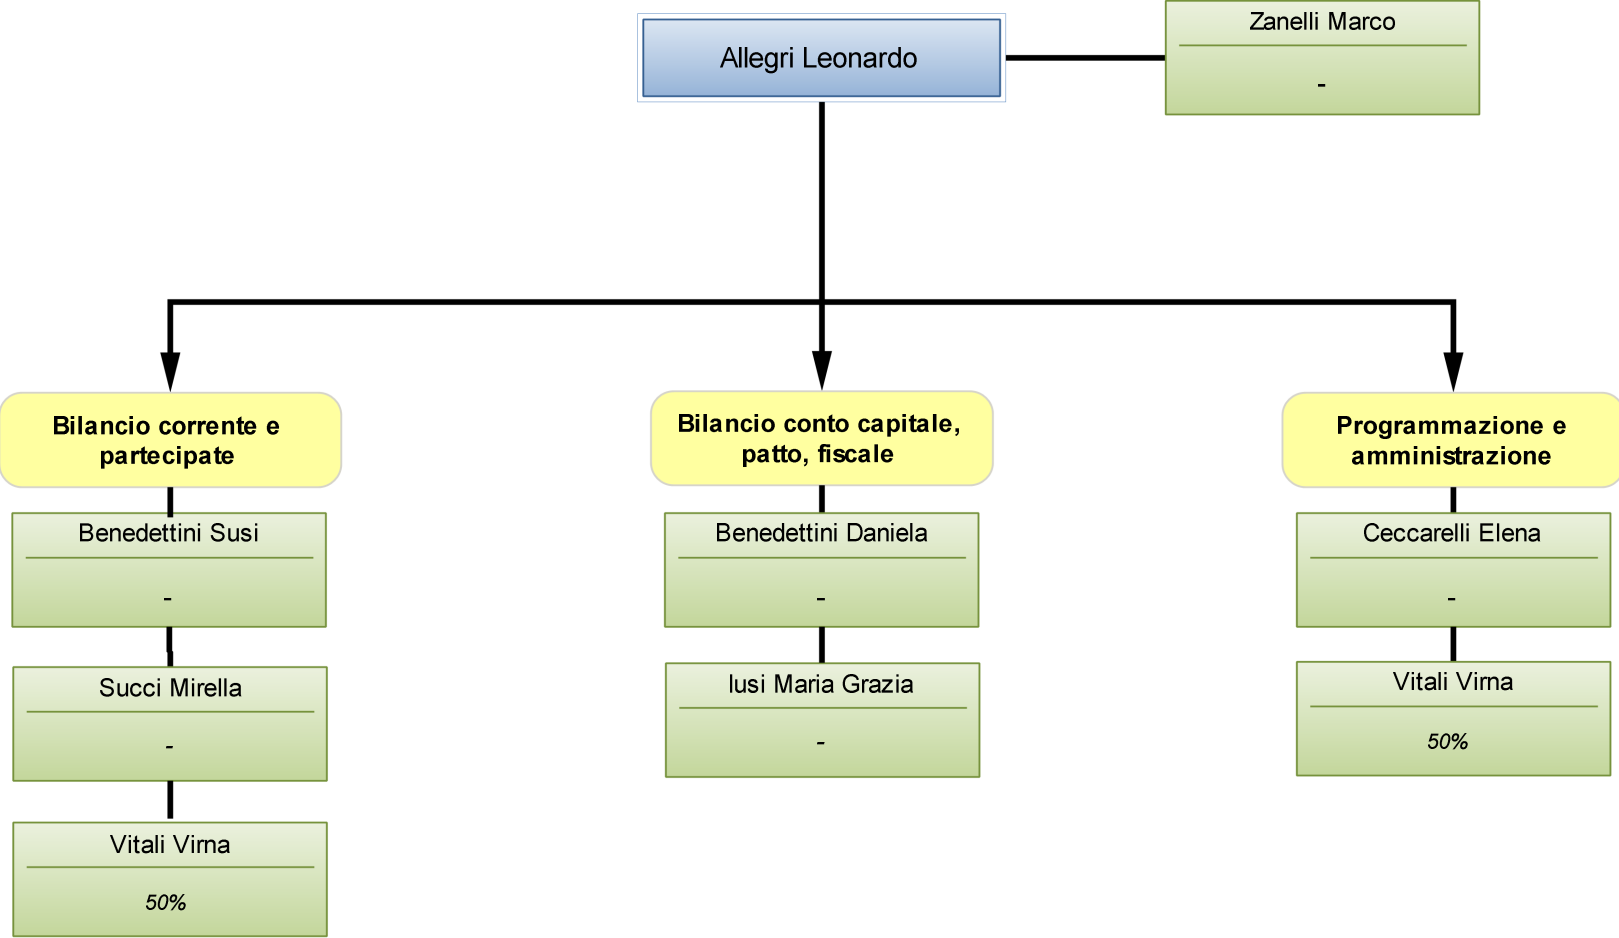 Allegri Leonardo
Zanelli Marco
-
Bilancio corrente e
partecipate
Benedettini Susi
-
Succi Mirella
-
Vitali Virna
50%
Bilancio conto capitale,
patto, fiscale
Benedettini Daniela
-
Iusi Maria Grazia
-
Programmazione e
amministrazione
Ceccarelli Elena
-
Vitali Virna
50%